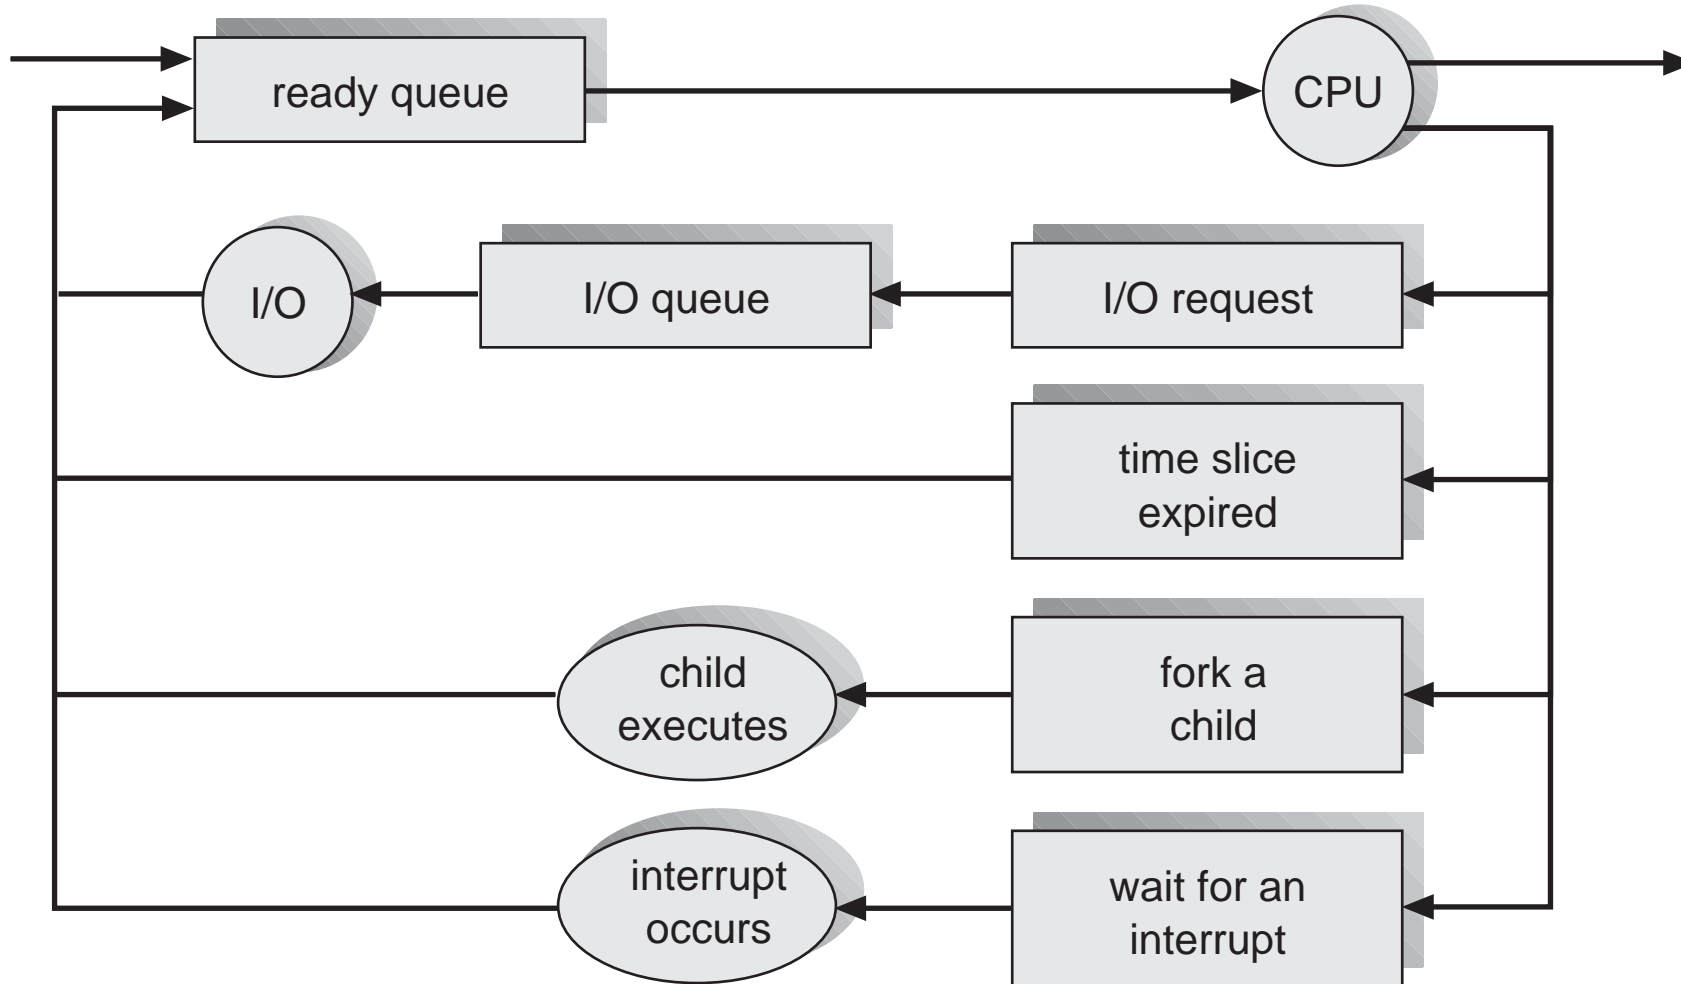 ready queue
CPU
I/O
I/O queue
I/O request
time slice
expired
child
executes
fork a
child
interrupt
occurs
wait for an
interrupt